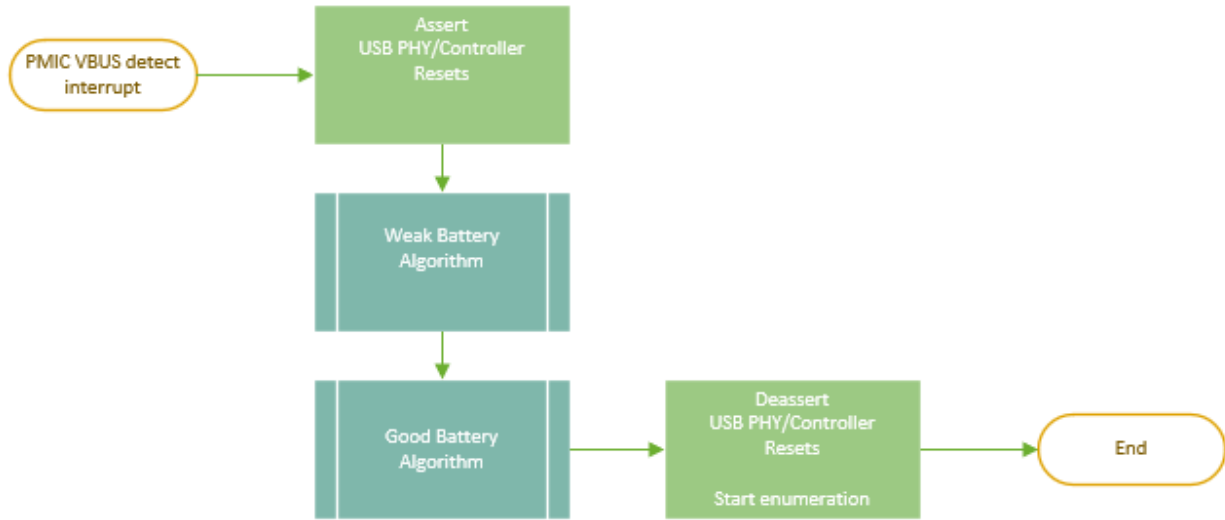 PMIC VBUS detect
interrupt
Assert
USB PHY/Controller
Resets
Weak Battery
Algorithm
Good Battery
Algorithm
Deassert
USB PHY/Controller
Resets
Start enumeration
End